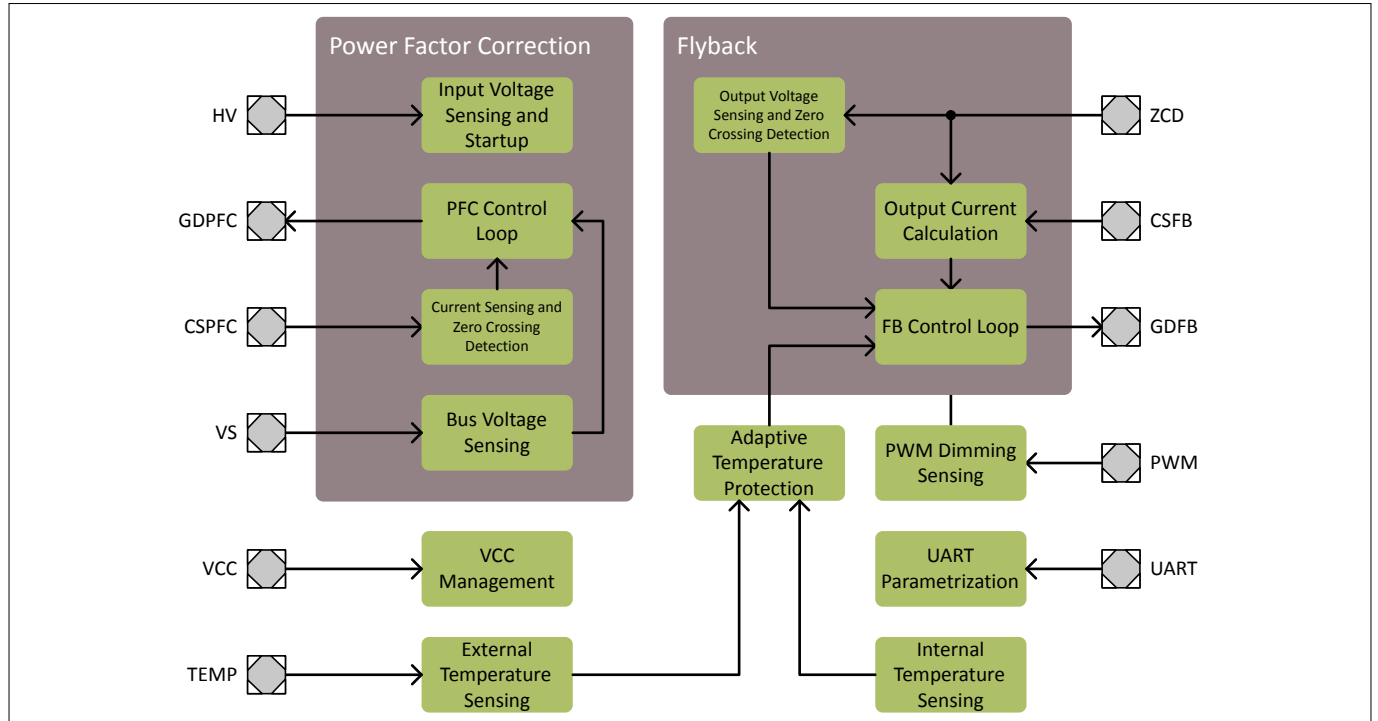 Power Factor Correction
Flyback
HV
Input Voltage
Sensing and
Startup
Output Voltage
Sensing and Zero
Crossing Detection
ZCD
GDPFC
PFC Control
Loop
Output Current
Calculation
CSFB
CSPFC
Current Sensing and
Zero Crossing
Detection
FB Control Loop
GDFB
VS
Bus Voltage
Sensing
Adaptive
Temperature
Protection
PWM Dimming
Sensing
PWM
VCC
VCC
Management
UART
Parametrization
UART
TEMP
External
Temperature
Sensing
Internal
Temperature
Sensing